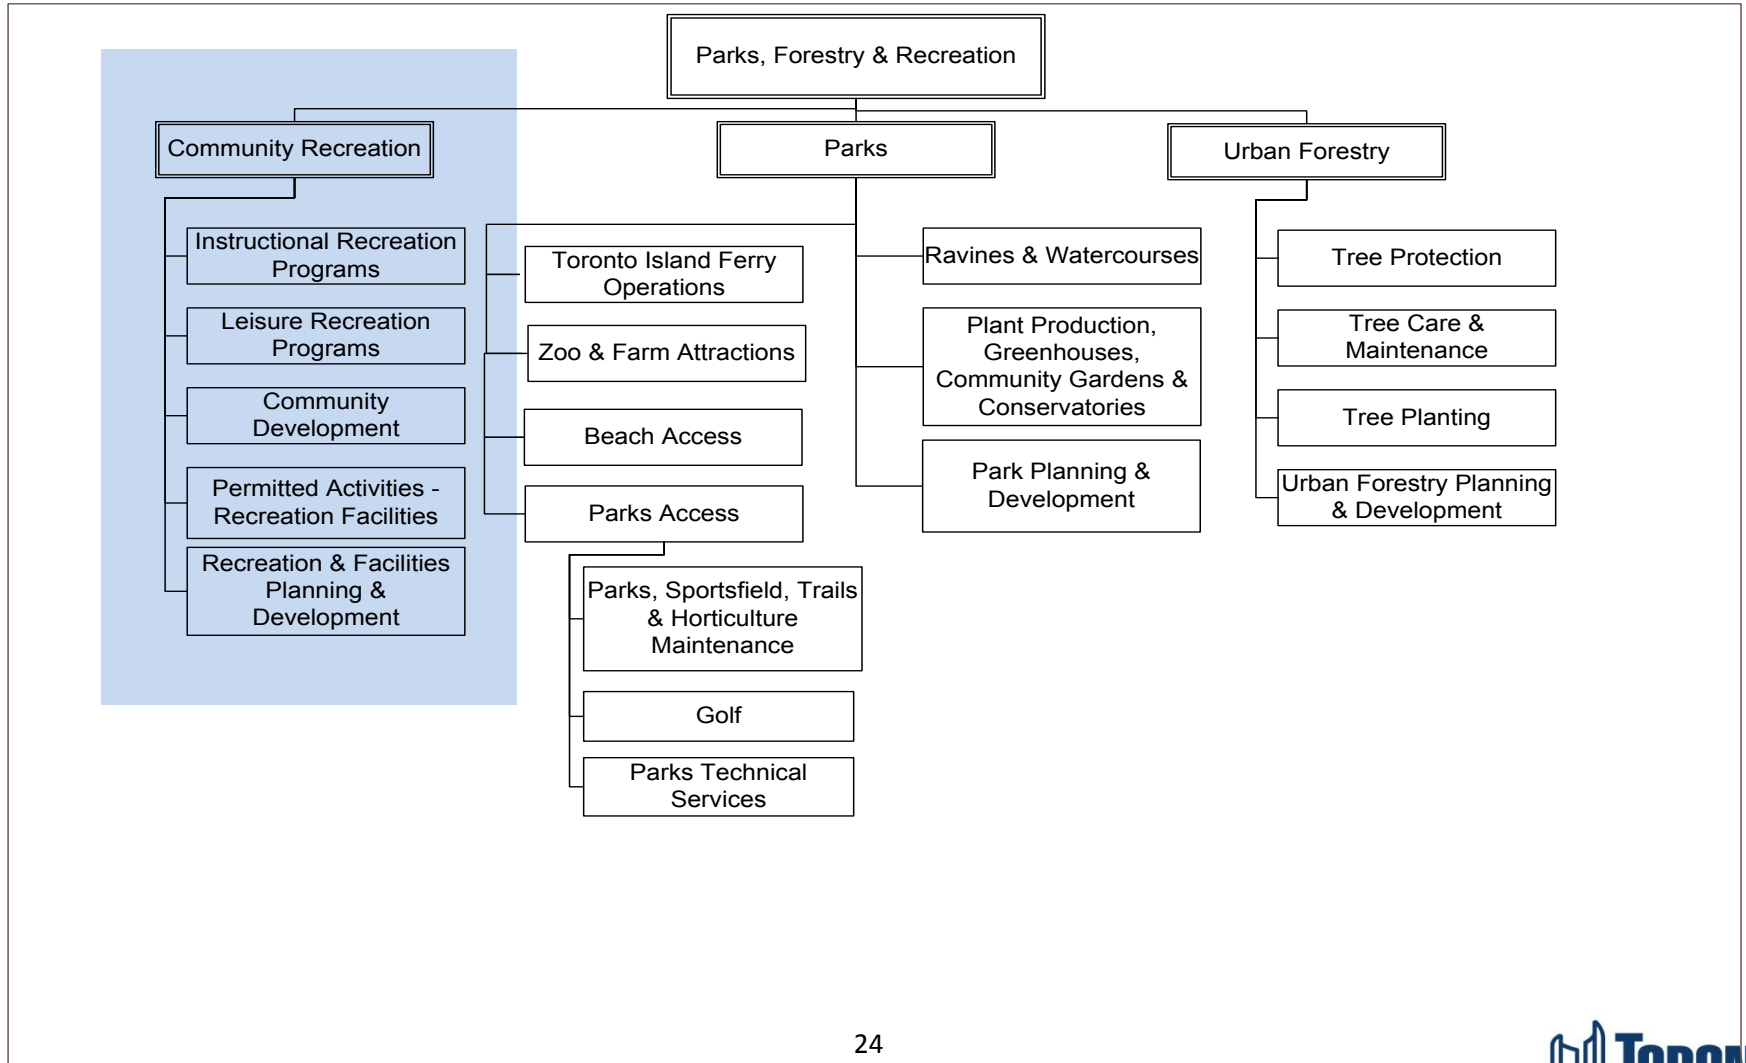 Parks, Forestry & Recreation
Community Recreation
Parks
Urban Forestry
Instructional Recreation
Programs
Leisure Recreation
Programs
Community
Development
Permitted Activities -
Recreation Facilities
Recreation & Facilities
Planning &
Development
Toronto Island Ferry
Operations
Zoo & Farm Attractions
Beach Access
Parks Access
Parks, Sportsfield, Trails
& Horticulture
Maintenance
Golf
Parks Technical
Services
Ravines & Watercourses
Plant Production,
Greenhouses,
Community Gardens &
Conservatories
Park Planning &
Development
Tree Protection
Tree Care &
Maintenance
Tree Planting
Urban Forestry Planning
& Development
24